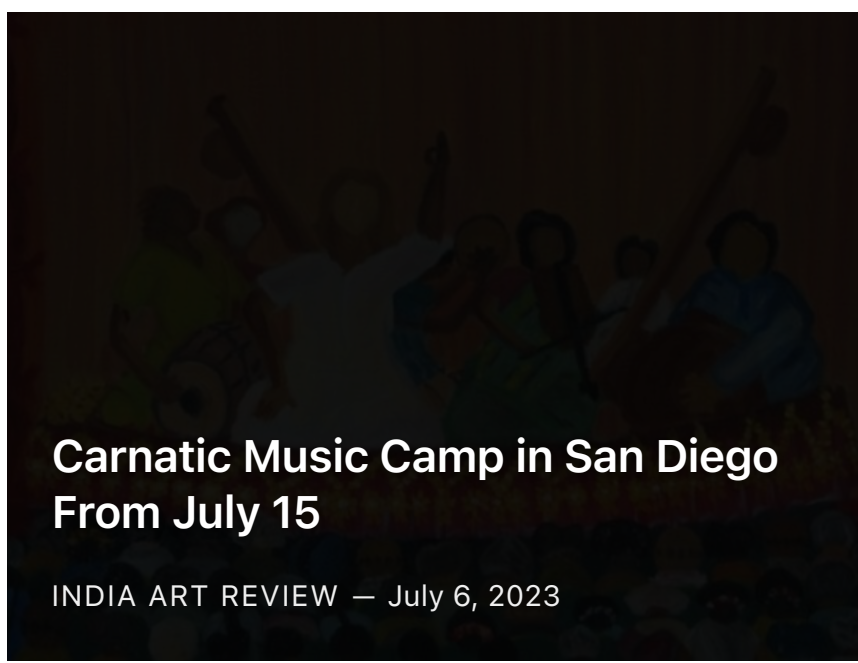 Carnatic Music Camp in San Diego
From July 15
INDIA ART REVIEW — July 6, 2023